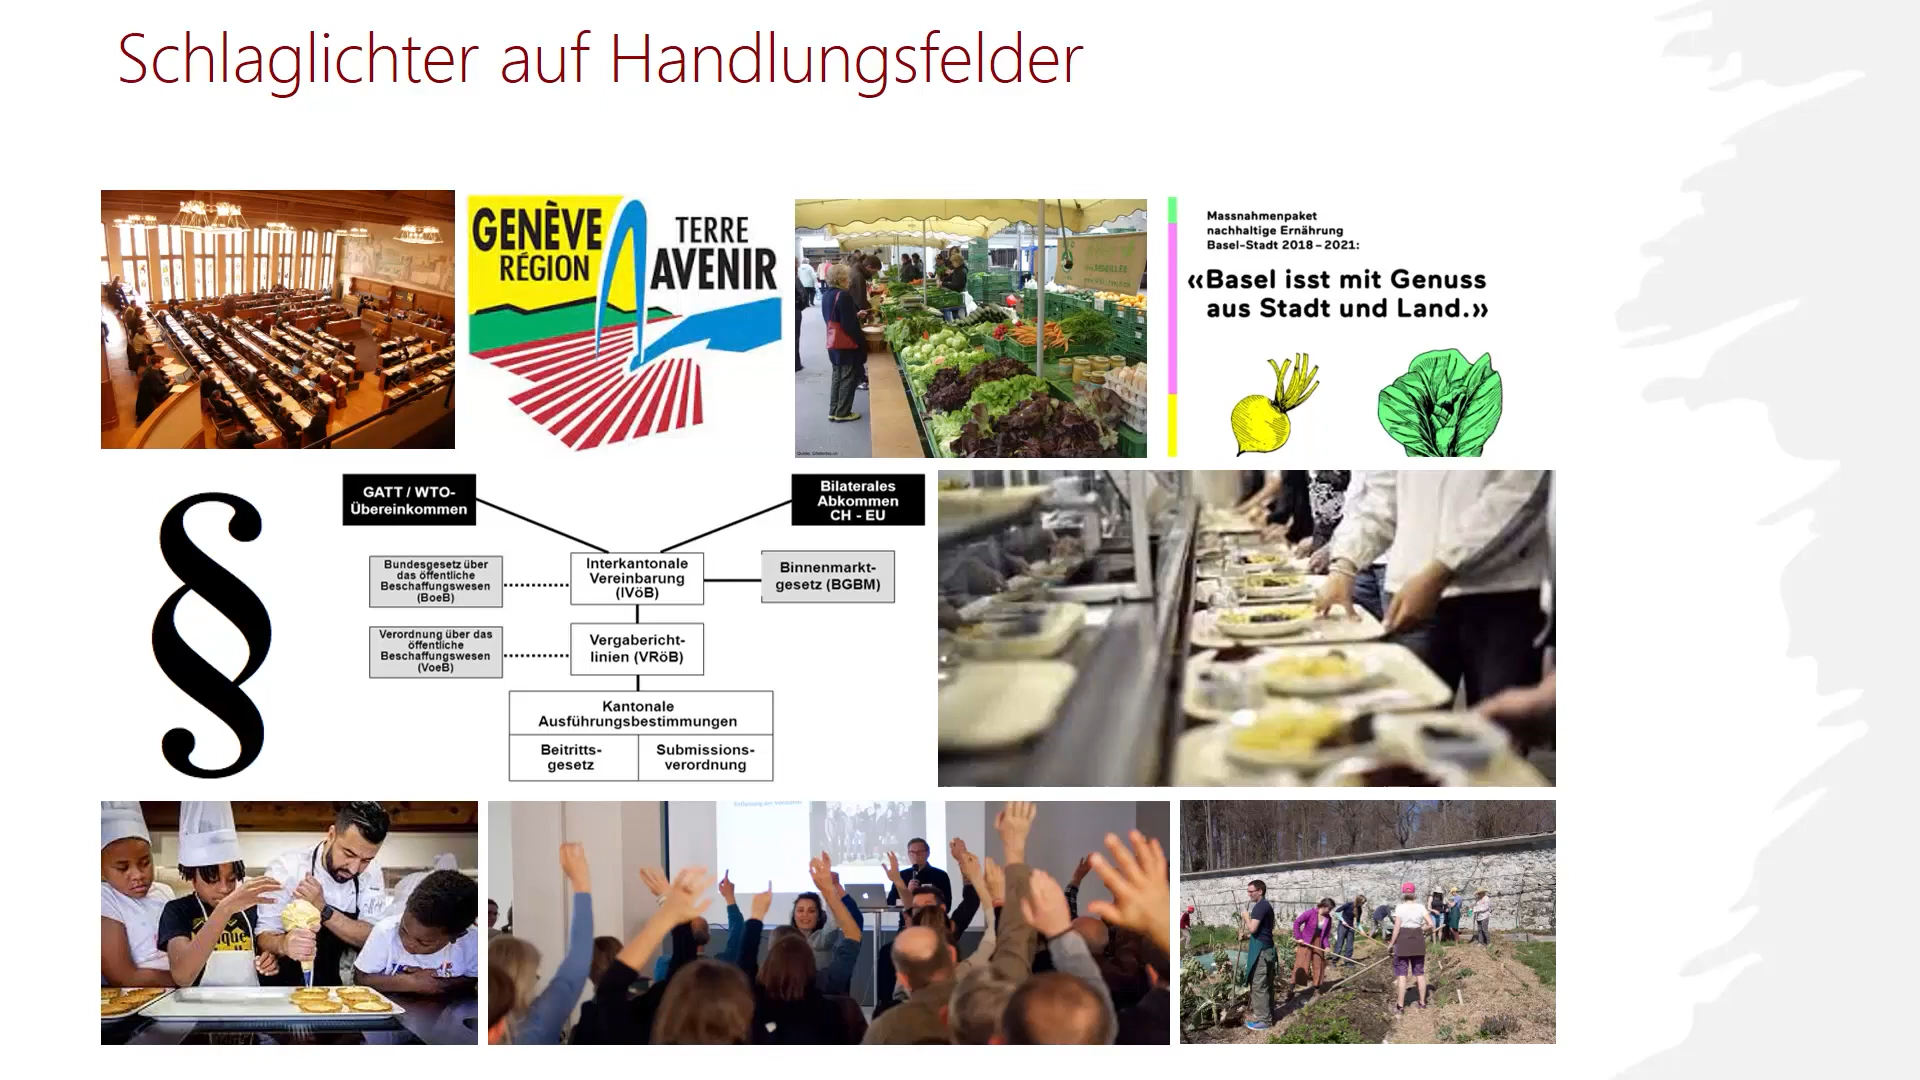 Schlaglichter auf Handlungsfelder
GENÈVE
RÉGION
TERRE
AVENIR
Massnahmenpaket
nachhaltige Ernährung
Basel-Stadt 2018 – 2021:
«Basel isst mit Genuss
aus Stadt und Land.»
§
GATT / WTO-
Übereinkommen
Bilaterales
Abkommen
CH - EU
Bundesgesetz über
das öffentliche
Beschaffungswesen
(BoeB)
Interkantonale
Vereinbarung
(IVöB)
Binnenmarkt-
gesetz (BGBM)
Verordnung über das
öffentliche
Beschaffungswesen
(VoeB)
Vergabericht-
linien (VRöB)
Kantonale
Ausführungsbestimmungen
Beitritts-
gesetz
Submissions-
verordnung